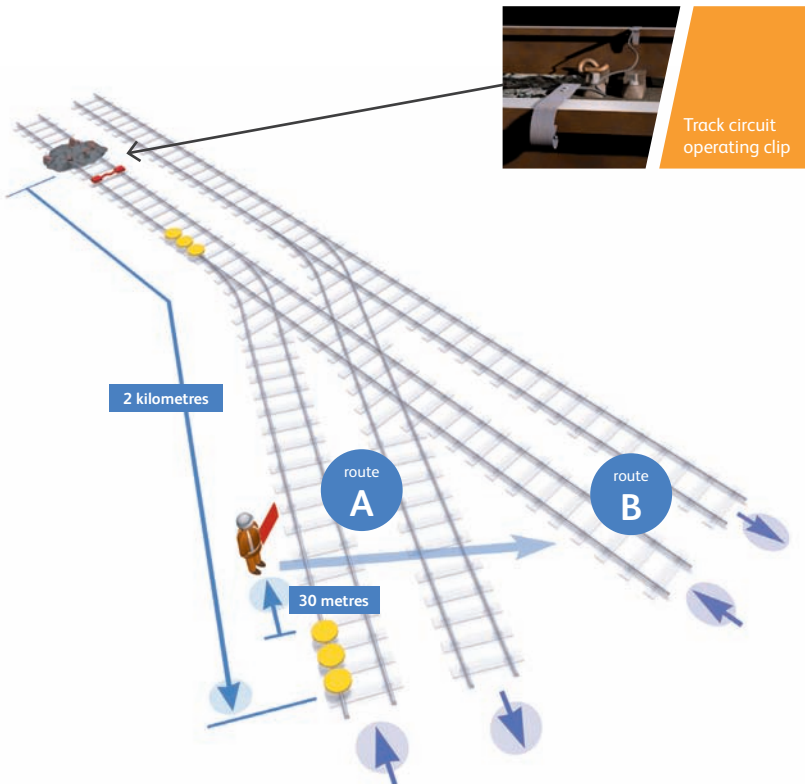 Track circuit
operating clip
2 kilometres
route
A
route
B
30 metres